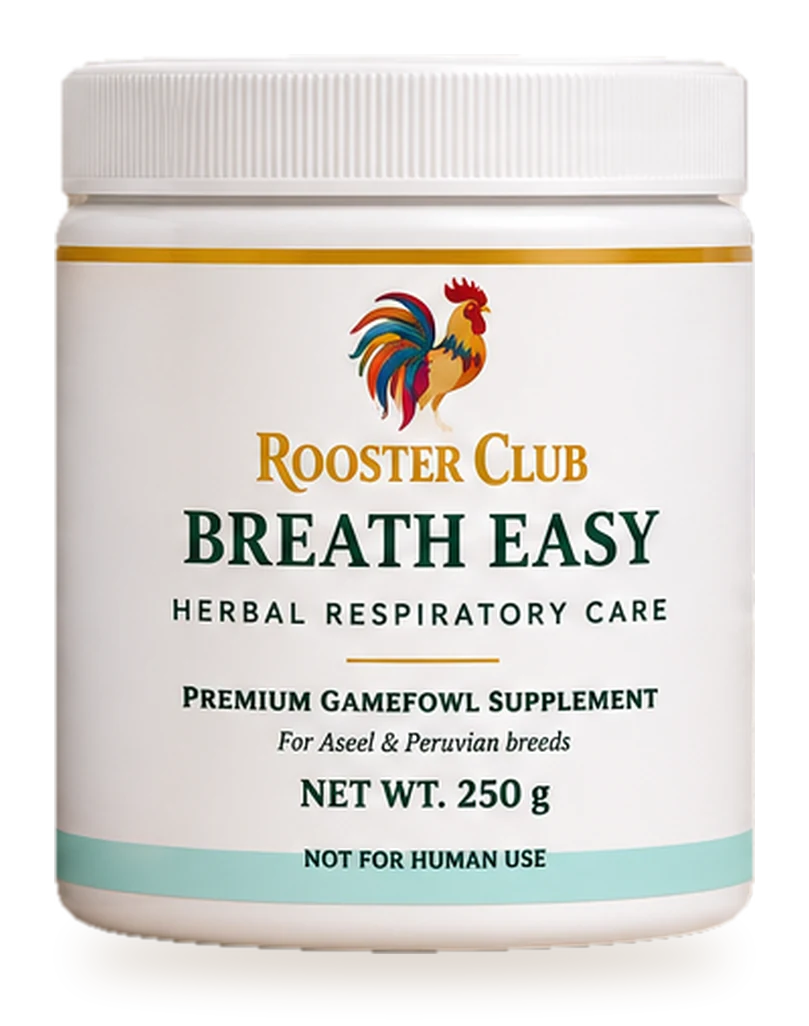 ROOSTER CLUB
BREATH EASY
HERBAL RESPIRATORY CARE
PREMIUM GAMEFOWL SUPPLEMENT
For Aseel & Peruvian breeds
NET WT. 250 g
NOT FOR HUMAN USE